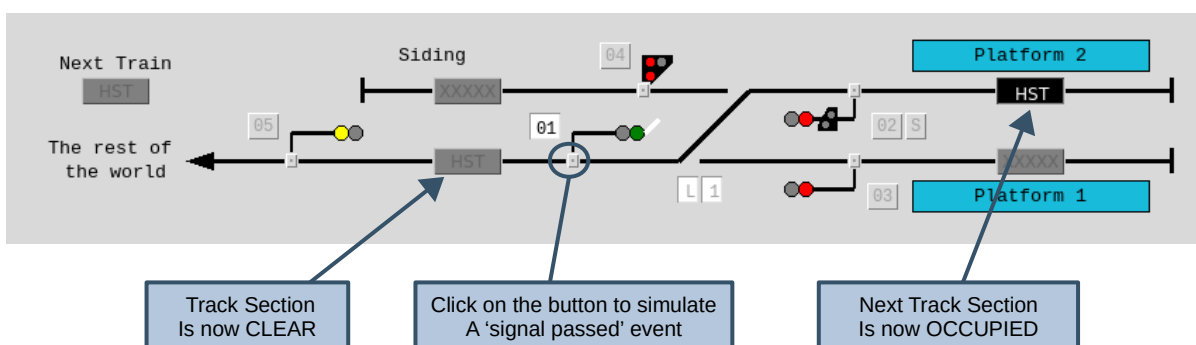 Next Train
HST
Siding
XXXXX
04
Platform 2
HST
05
01
02 S
The rest of
the world
HST
L 1
03
XXXXX
Platform 1
Track Section
Is now CLEAR
Click on the button to simulate
A ‘signal passed’ event
Next Track Section
Is now OCCUPIED